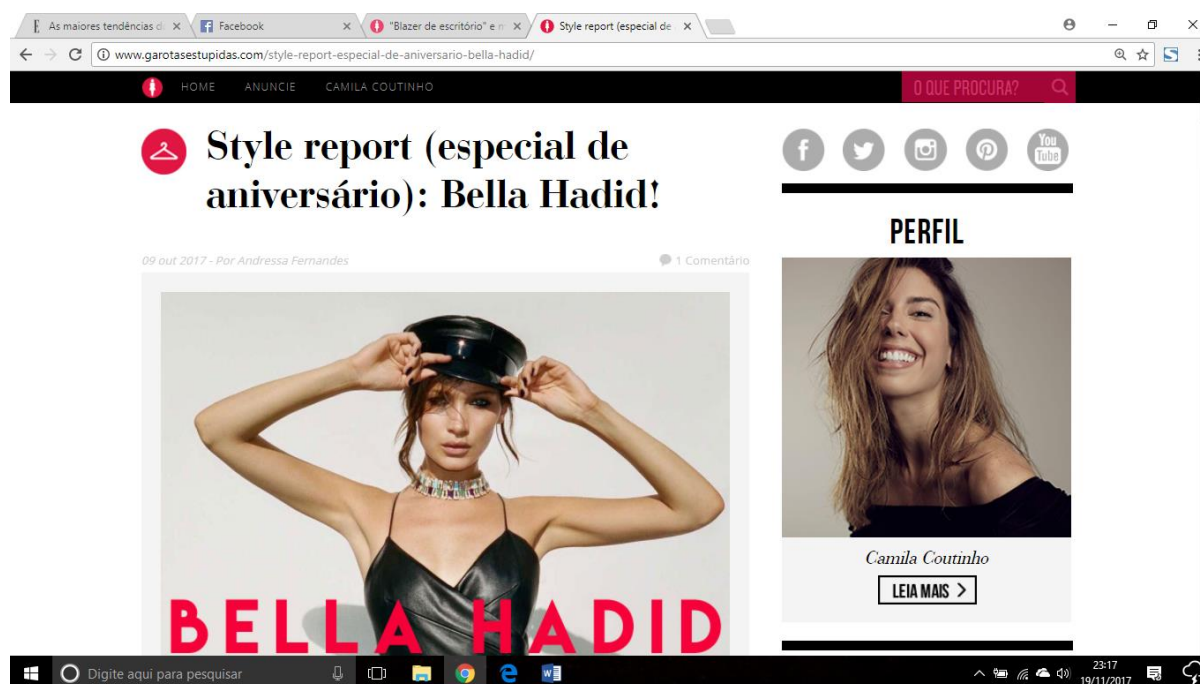 As maiores tendências d
Facebook
"Blazer de escritório" e m
Style report (especial de
www.garotasestupidas.com/style-report-especial-de-aniversario-bella-hadid/
HOME
ANUNCIE
CAMILA COUTINHO
O QUE PROCURA?
Style report (especial de
aniversário): Bella Hadid!
You
Tube
PERFIL
09 out 2017 - Por Andressa Fernandes
1 Comentário
BELLA HADID
Camila Coutinho
LEIA MAIS >
Digite aqui para pesquisar
23:17
19/11/2017